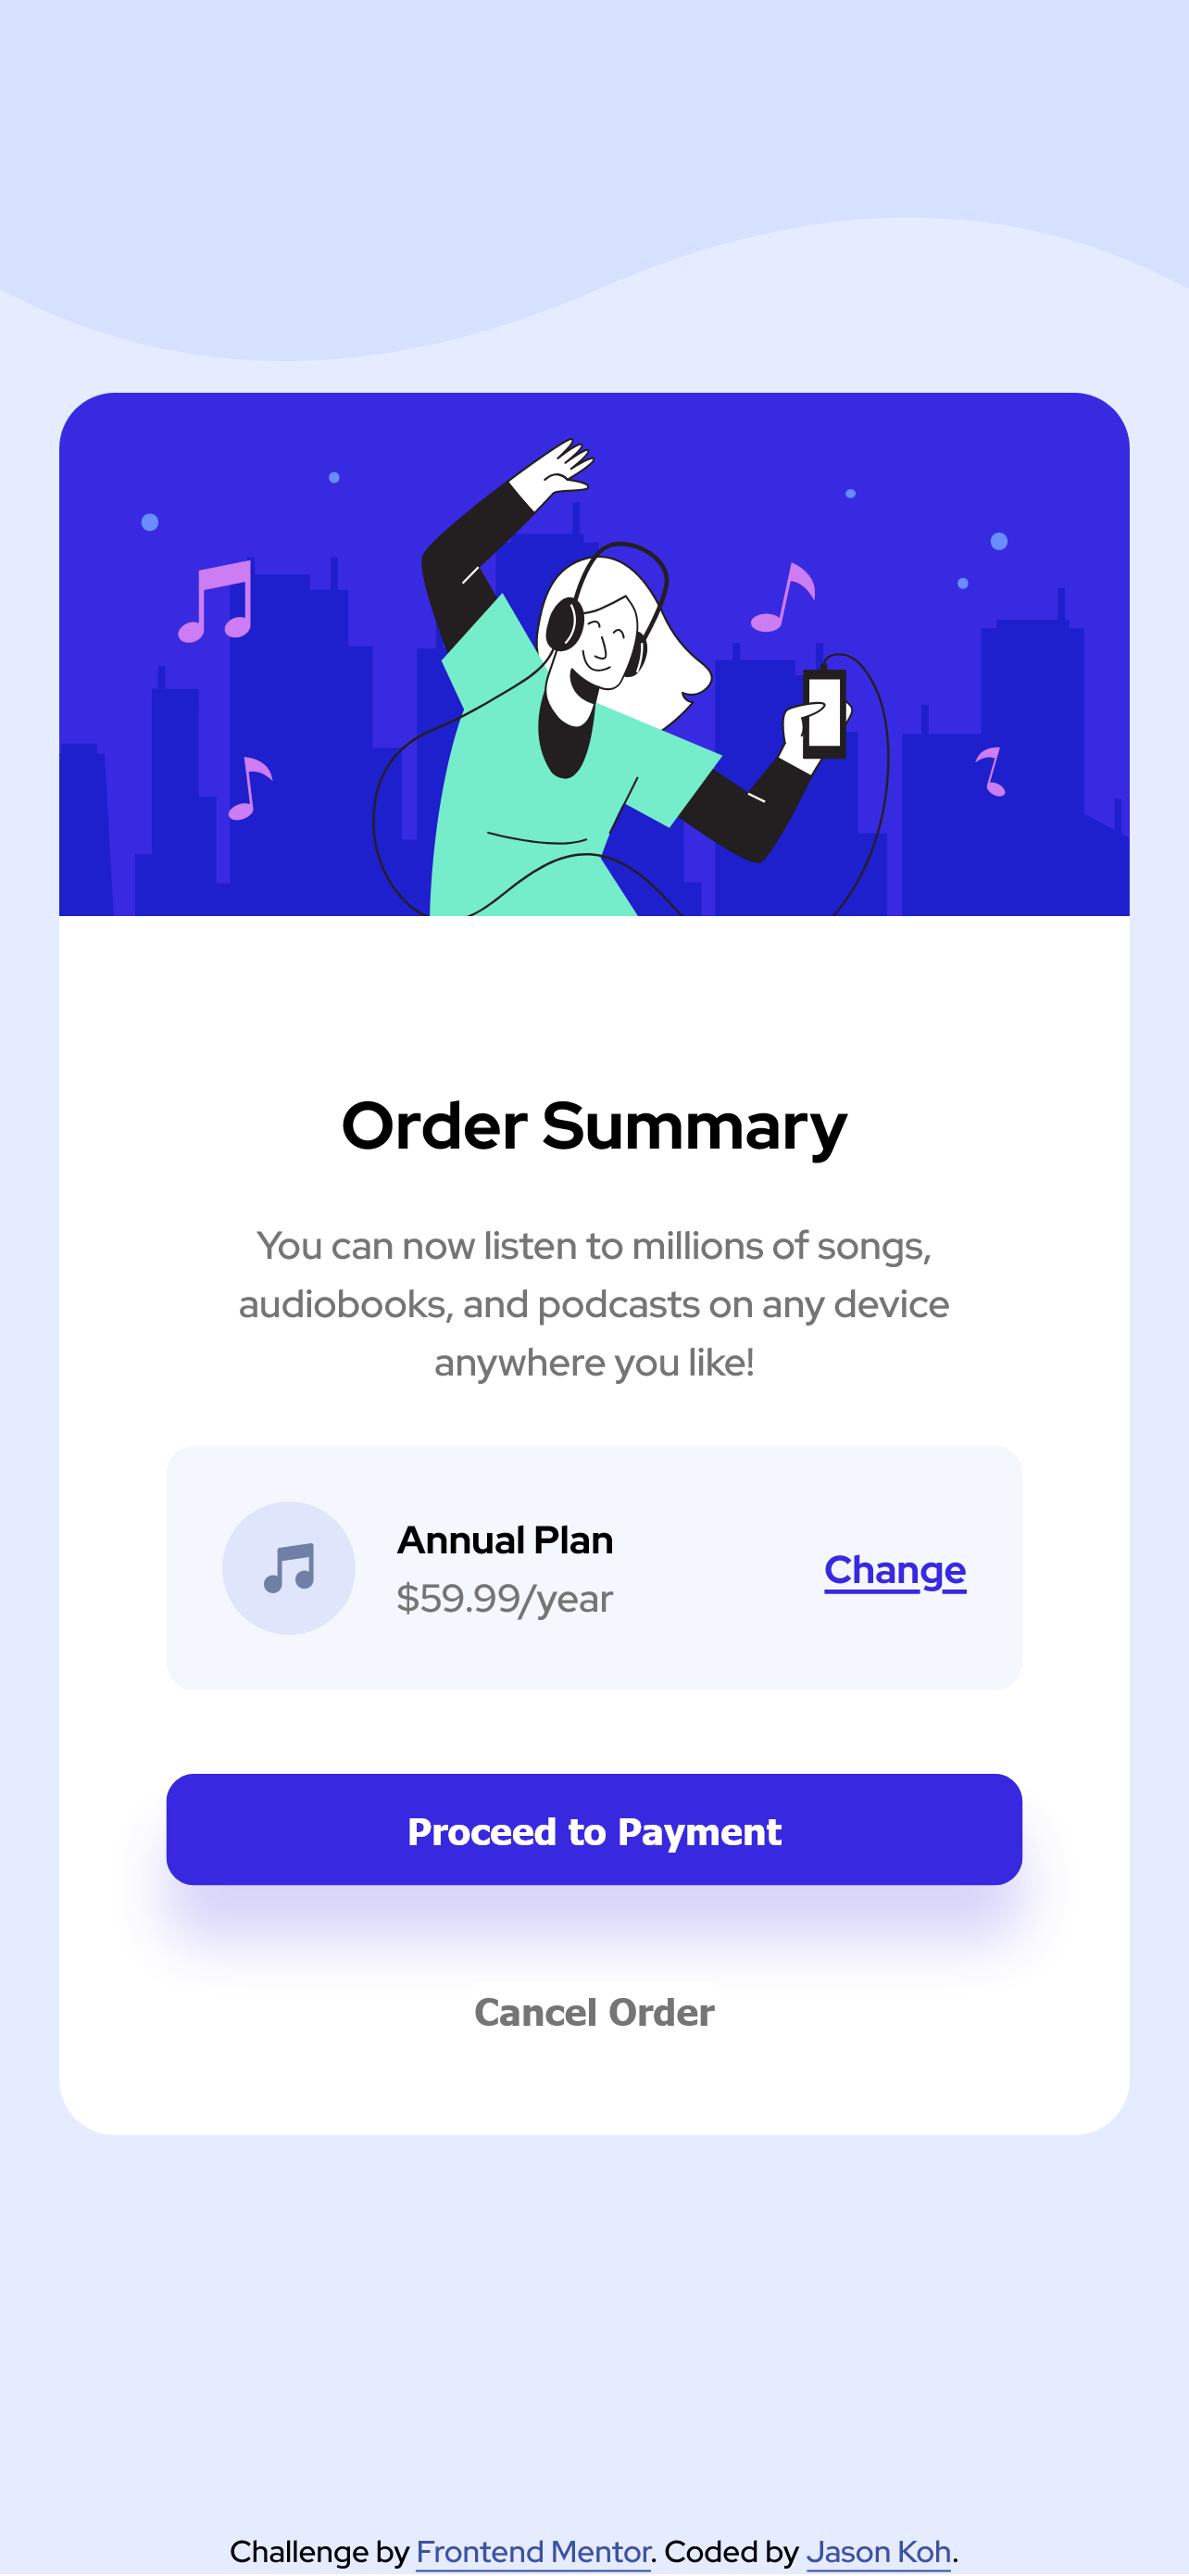 Order Summary
You can now listen to millions of songs,
audiobooks, and podcasts on any device
anywhere you like!
Annual Plan
$59.99/year
Change
Proceed to Payment
Cancel Order
Challenge by Frontend Mentor. Coded by Jason Koh.